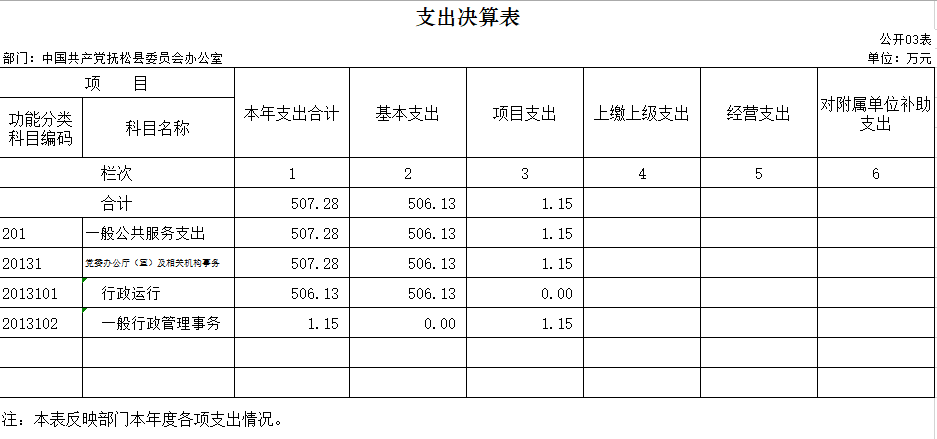 支出决算表
公开03表
部门：中国共产党抚松县委员会办公室 单位：万元
项 目 本年支出合计 基本支出 项目支出 上缴上级支出 经营支出 对附属单位补助支出
功能分类科目编码 科目名称
栏次 1 2 3 4 5 6
合计 507.28 506.13 1.15
201 一般公共服务支出 507.28 506.13 1.15
20131 党委办公厅（室）及相关机构事务 507.28 506.13 1.15
2013101 行政运行 506.13 506.13 0.00
2013102 一般行政管理事务 1.15 0.00 1.15
注：本表反映部门本年度各项支出情况。